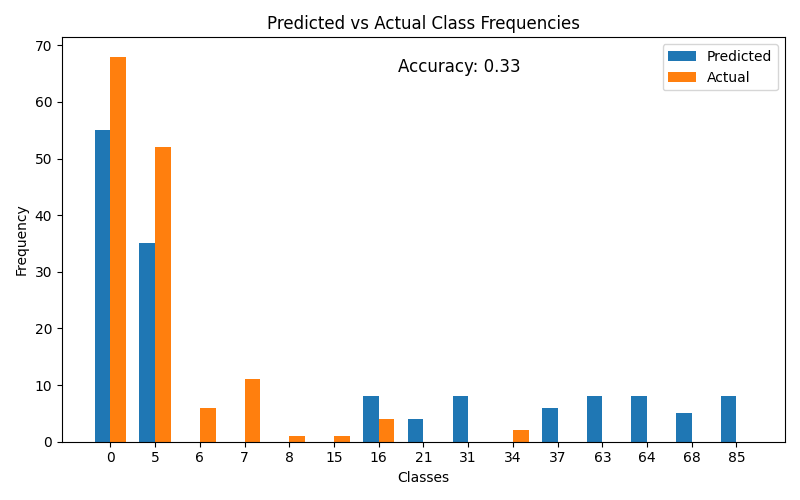 Predicted vs Actual Class Frequencies
Accuracy: 0.33
Predicted
Actual
Frequency
70
60
50
40
30
20
10
0
0 5 6 7 8 15 16 21 31 34 37 63 64 68 85
Classes